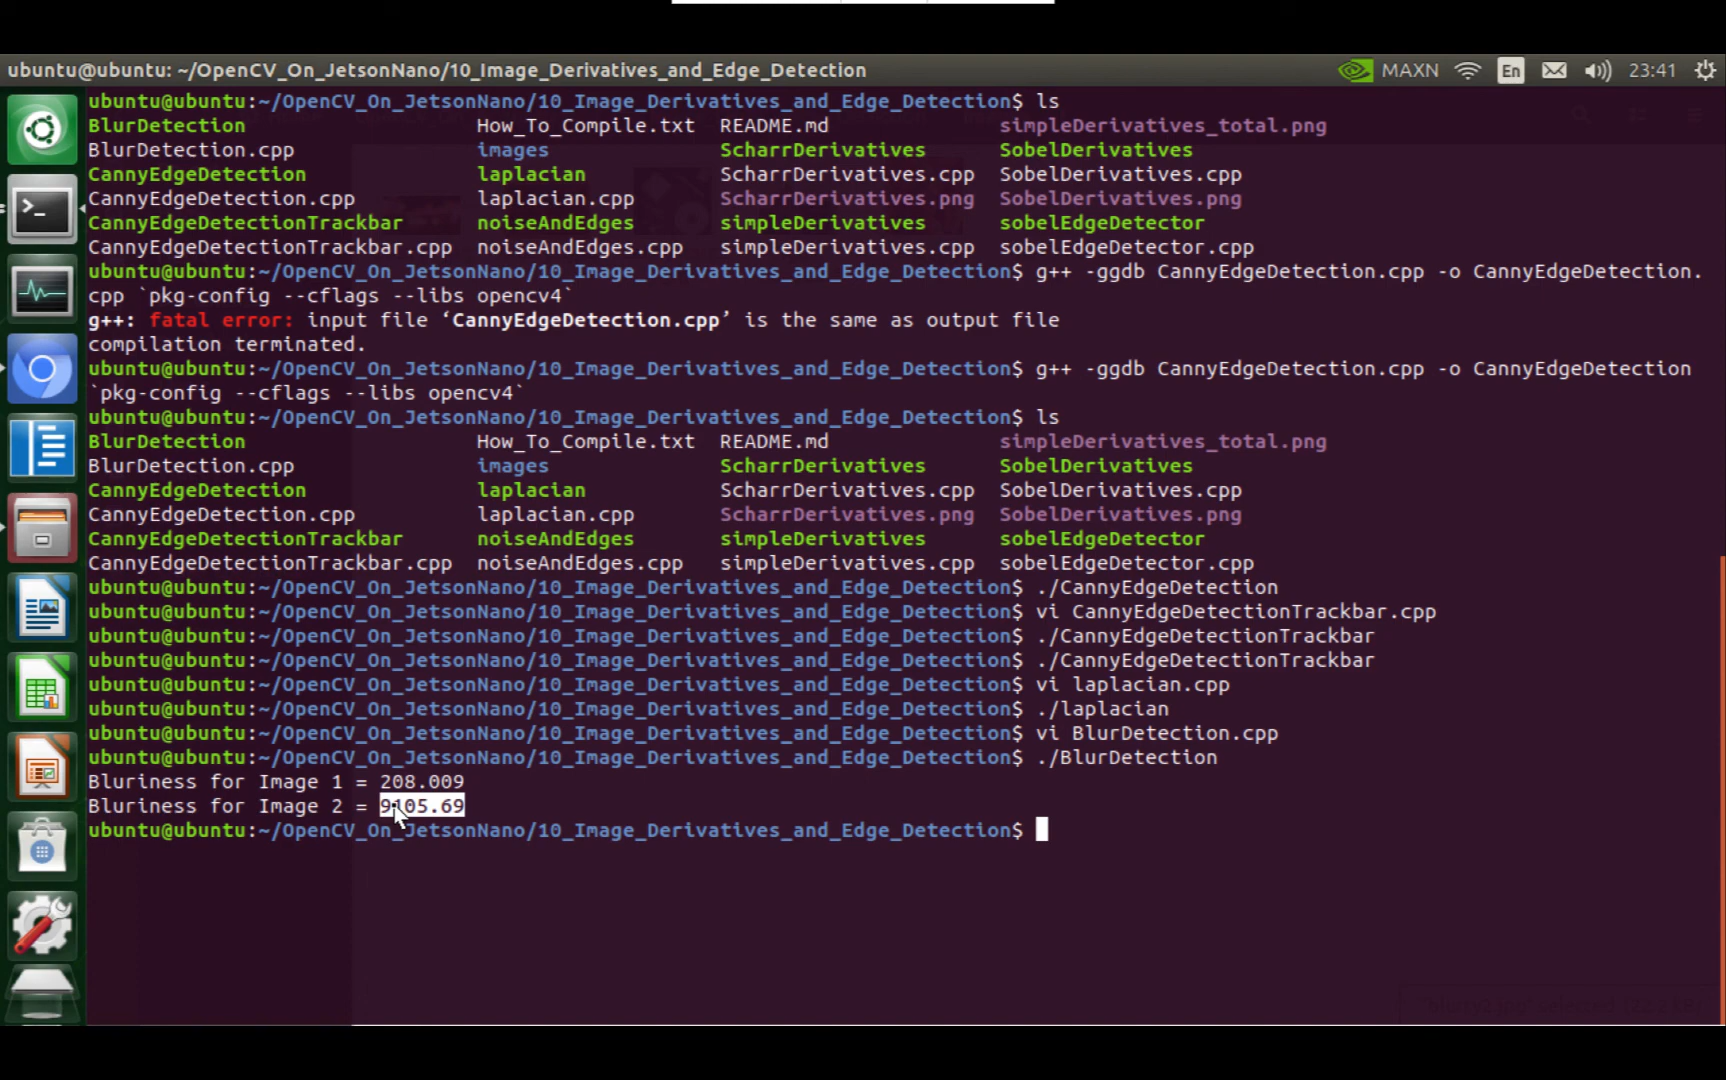 ubuntu@ubuntu: ~/OpenCV_On_JetsonNano/10_Image_Derivatives_and_Edge_Detection MAXN En 23:41
ubuntu@ubuntu:~/OpenCV_On_JetsonNano/10_Image_Derivatives_and_Edge_Detection$ ls
BlurDetection How_To_Compile.txt README.md simpleDerivatives_total.png
BlurDetection.cpp images ScharrDerivatives SobelDerivatives
CannyEdgeDetection laplacian ScharrDerivatives.cpp SobelDerivatives.cpp
CannyEdgeDetection.cpp laplacian.cpp ScharrDerivatives.png SobelDerivatives.png
CannyEdgeDetectionTrackbar noiseAndEdges simpleDerivatives sobelEdgeDetector
CannyEdgeDetectionTrackbar.cpp noiseAndEdges.cpp simpleDerivatives.cpp sobelEdgeDetector.cpp
ubuntu@ubuntu:~/OpenCV_On_JetsonNano/10_Image_Derivatives_and_Edge_Detection$ g++ -ggdb CannyEdgeDetection.cpp -o CannyEdgeDetection.
cpp `pkg-config --cflags --libs opencv4`
g++: fatal error: input file ‘CannyEdgeDetection.cpp’ is the same as output file
compilation terminated.
ubuntu@ubuntu:~/OpenCV_On_JetsonNano/10_Image_Derivatives_and_Edge_Detection$ g++ -ggdb CannyEdgeDetection.cpp -o CannyEdgeDetection
`pkg-config --cflags --libs opencv4`
ubuntu@ubuntu:~/OpenCV_On_JetsonNano/10_Image_Derivatives_and_Edge_Detection$ ls
BlurDetection How_To_Compile.txt README.md simpleDerivatives_total.png
BlurDetection.cpp images ScharrDerivatives SobelDerivatives
CannyEdgeDetection laplacian ScharrDerivatives.cpp SobelDerivatives.cpp
CannyEdgeDetection.cpp laplacian.cpp ScharrDerivatives.png SobelDerivatives.png
CannyEdgeDetectionTrackbar noiseAndEdges simpleDerivatives sobelEdgeDetector
CannyEdgeDetectionTrackbar.cpp noiseAndEdges.cpp simpleDerivatives.cpp sobelEdgeDetector.cpp
ubuntu@ubuntu:~/OpenCV_On_JetsonNano/10_Image_Derivatives_and_Edge_Detection$ ./CannyEdgeDetection
ubuntu@ubuntu:~/OpenCV_On_JetsonNano/10_Image_Derivatives_and_Edge_Detection$ vi CannyEdgeDetectionTrackbar.cpp
ubuntu@ubuntu:~/OpenCV_On_JetsonNano/10_Image_Derivatives_and_Edge_Detection$ ./CannyEdgeDetectionTrackbar
ubuntu@ubuntu:~/OpenCV_On_JetsonNano/10_Image_Derivatives_and_Edge_Detection$ ./CannyEdgeDetectionTrackbar
ubuntu@ubuntu:~/OpenCV_On_JetsonNano/10_Image_Derivatives_and_Edge_Detection$ vi laplacian.cpp
ubuntu@ubuntu:~/OpenCV_On_JetsonNano/10_Image_Derivatives_and_Edge_Detection$ ./laplacian
ubuntu@ubuntu:~/OpenCV_On_JetsonNano/10_Image_Derivatives_and_Edge_Detection$ vi BlurDetection.cpp
ubuntu@ubuntu:~/OpenCV_On_JetsonNano/10_Image_Derivatives_and_Edge_Detection$ ./BlurDetection
Bluriness for Image 1 = 208.009
Bluriness for Image 2 = 9105.69
ubuntu@ubuntu:~/OpenCV_On_JetsonNano/10_Image_Derivatives_and_Edge_Detection$